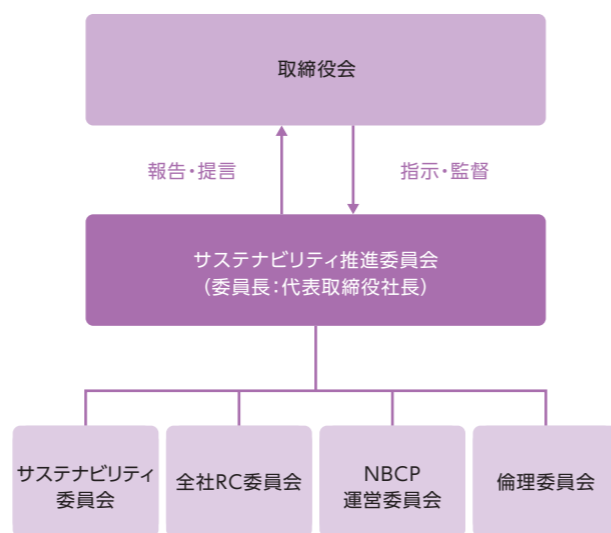 取締役会
報告・提言
指示・監督
サステナビリティ推進委員会
（委員長：代表取締役社長）
サステナビリティ
委員会
全社RC委員会
NBCP
運営委員会
倫理委員会